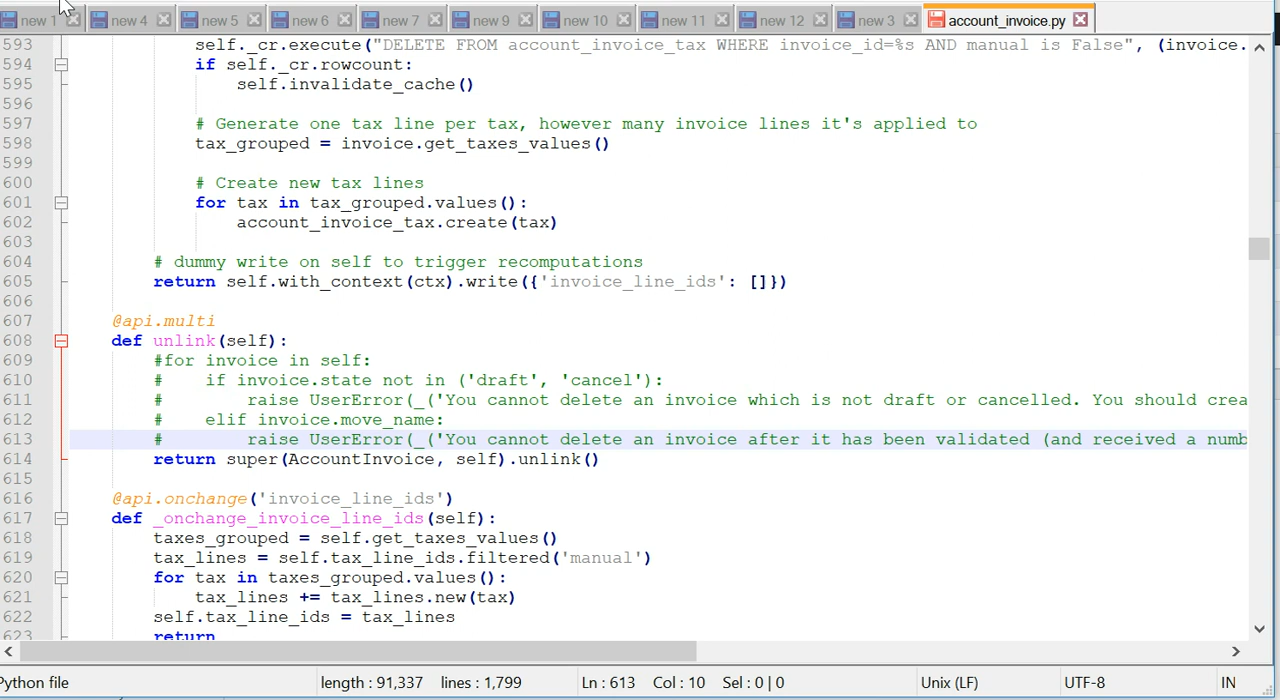 new 1 new 4 new 5 new 6 new 7 new 9 new 10 new 11 new 12 new 3 account_invoice.py
593 self._cr.execute("DELETE FROM account_invoice_tax WHERE invoice_id=%s AND manual is False", (invoice.
594 if self._cr.rowcount:
595 self.invalidate_cache()
596
597 # Generate one tax line per tax, however many invoice lines it's applied to
598 tax_grouped = invoice.get_taxes_values()
599
600 # Create new tax lines
601 for tax in tax_grouped.values():
602 account_invoice_tax.create(tax)
603
604 # dummy write on self to trigger recomputations
605 return self.with_context(ctx).write({'invoice_line_ids': []})
606
607 @api.multi
608 def unlink(self):
609 #for invoice in self:
610 # if invoice.state not in ('draft', 'cancel'):
611 # raise UserError(_('You cannot delete an invoice which is not draft or cancelled. You should crea
612 # elif invoice.move_name:
613 # raise UserError(_('You cannot delete an invoice after it has been validated (and received a numb
614 return super(AccountInvoice, self).unlink()
615
616 @api.onchange('invoice_line_ids')
617 def _onchange_invoice_line_ids(self):
618 taxes_grouped = self.get_taxes_values()
619 tax_lines = self.tax_line_ids.filtered('manual')
620 for tax in taxes_grouped.values():
621 tax_lines += tax_lines.new(tax)
622 self.tax_line_ids = tax_lines
623 return
Python file length : 91,337 lines : 1,799 Ln : 613 Col : 10 Sel : 0 | 0 Unix (LF) UTF-8 IN